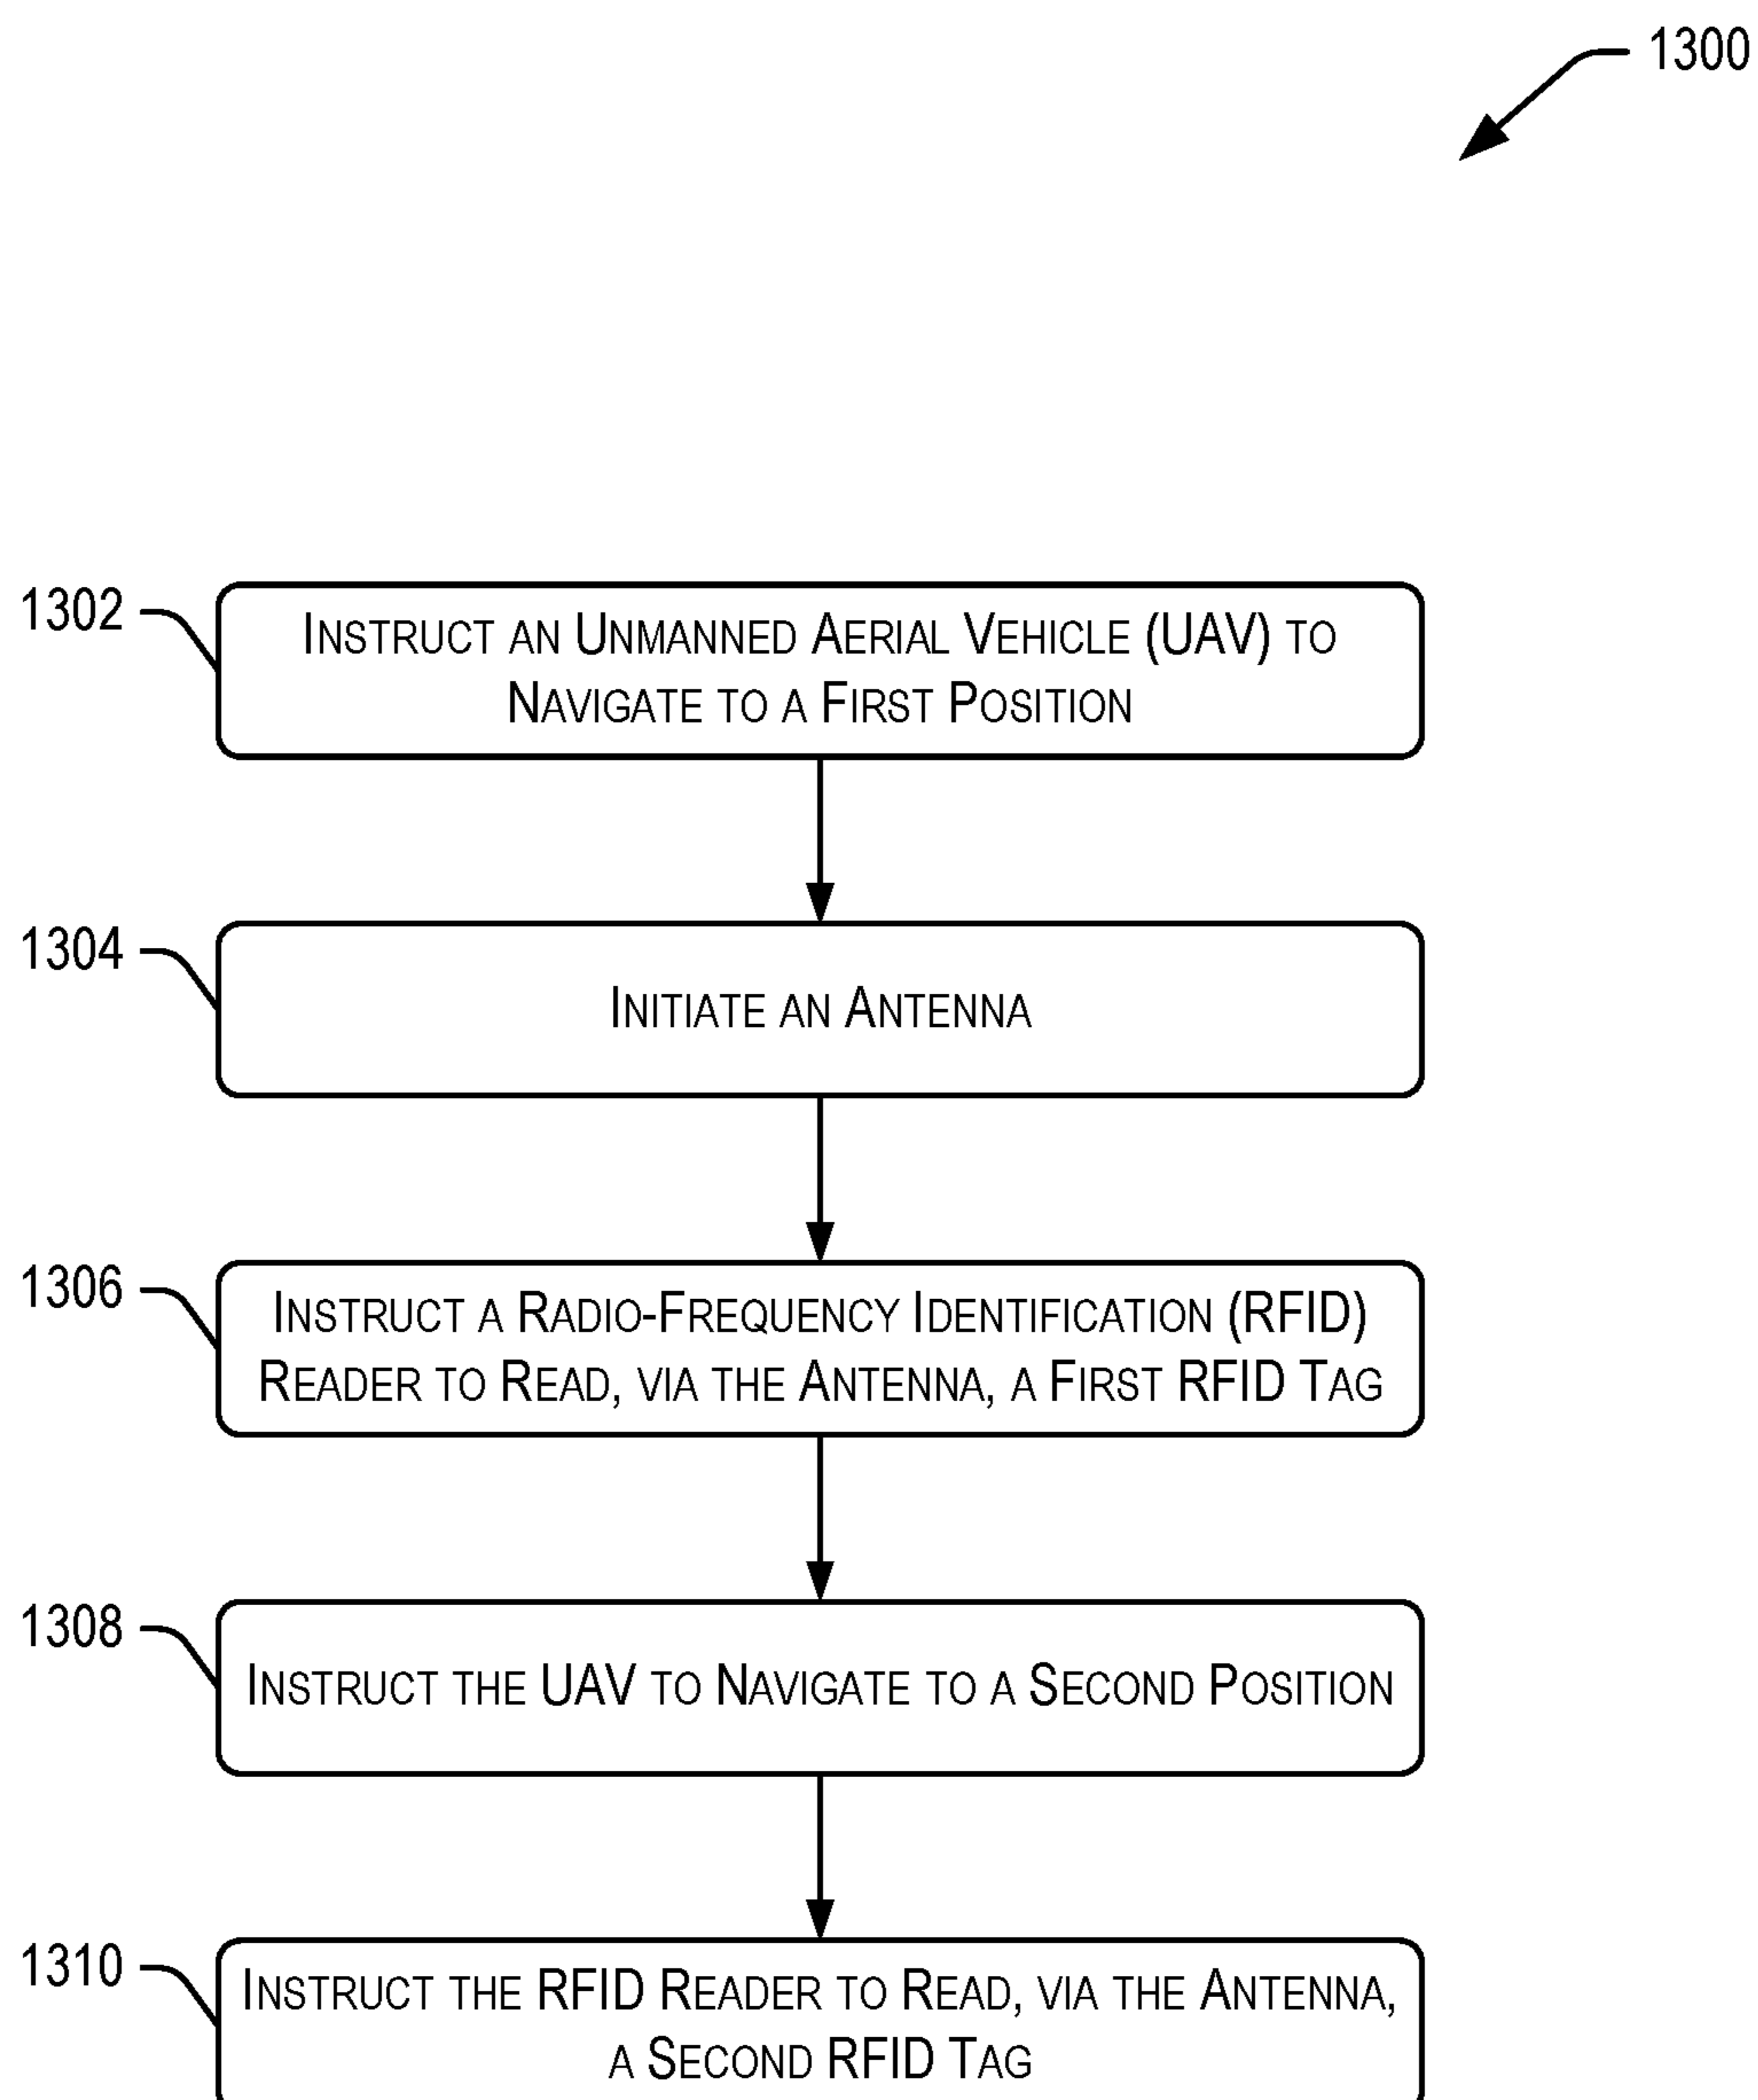 1300
1302
Instruct an Unmanned Aerial Vehicle (UAV) to
Navigate to a First Position
1304
Initiate an Antenna
1306
Instruct a Radio-Frequency Identification (RFID)
Reader to Read, via the Antenna, a First RFID Tag
1308
Instruct the UAV to Navigate to a Second Position
1310
Instruct the RFID Reader to Read, via the Antenna,
a Second RFID Tag